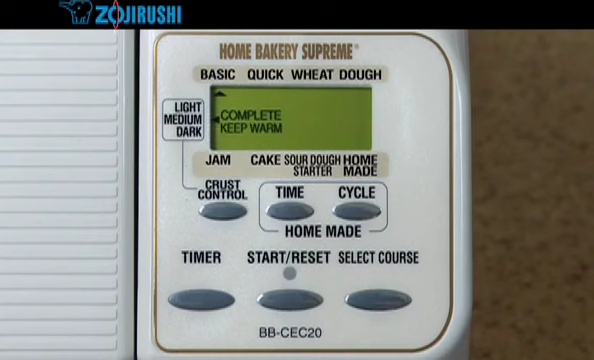 ZOJIRUSHI
HOME BAKERY SUPREME®
BASIC QUICK WHEAT DOUGH
LIGHT
MEDIUM
DARK
COMPLETE
KEEP WARM
JAM CAKE SOUR DOUGH STARTER HOME MADE
CRUST CONTROL
TIME CYCLE
HOME MADE
TIMER START/RESET SELECT COURSE
BB-CEC20